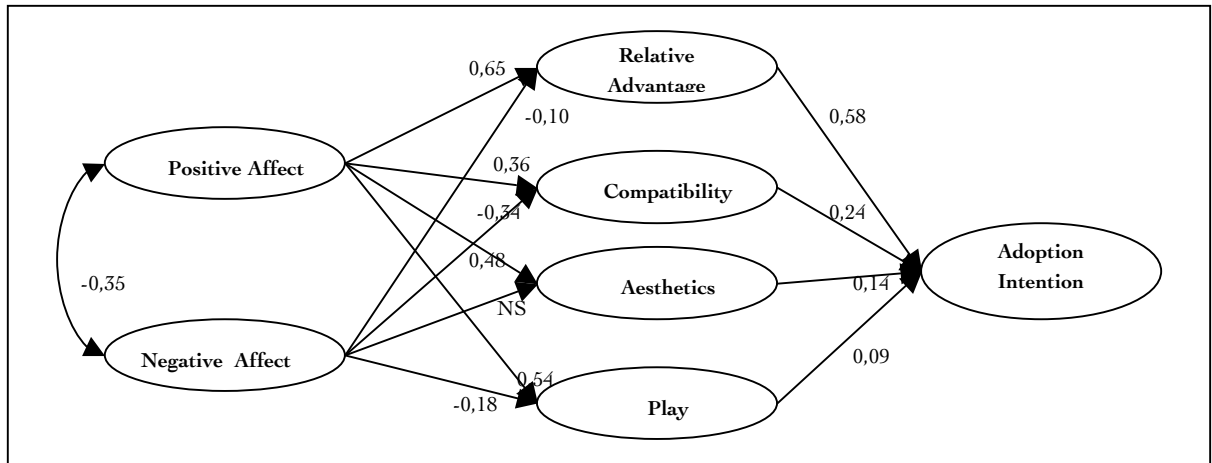 Relative
Advantage
0,65
-0,10
0,58
Positive Affect
0,36
Compatibility
-0,34
0,24
Adoption
Intention
0,48
Aesthetics
0,14
-0,35
NS
Negative Affect
0,54
0,09
-0,18
Play